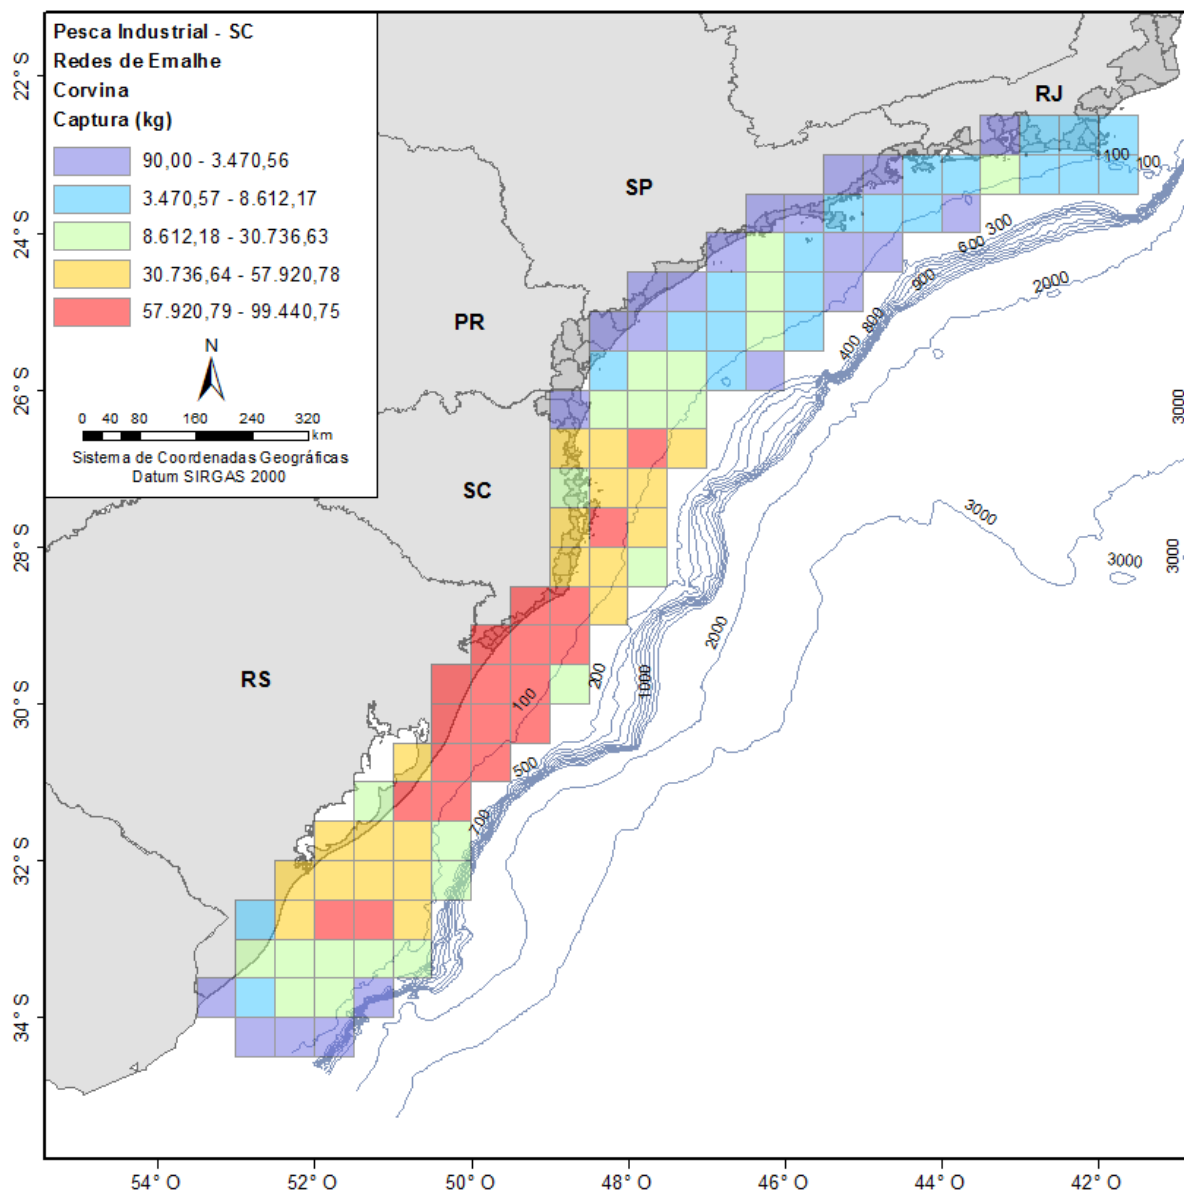 Pesca Industrial - SC
Redes de Emalhe
Corvina
Captura (kg)
90,00 - 3.470,56
3.470,57 - 8.612,17
8.612,18 - 30.736,63
30.736,64 - 57.920,78
57.920,79 - 99.440,75
N
0 40 80 160 240 320
km
Sistema de Coordenadas Geográficas
Datum SIRGAS 2000
22° S
24° S
26° S
28° S
30° S
32° S
34° S
RJ
SP
PR
SC
RS
100
100
300
600
900
2000
800
400
3000
3000
3000
3000
2000
200
1000
100
500
700
54° O
52° O
50° O
48° O
46° O
44° O
42° O